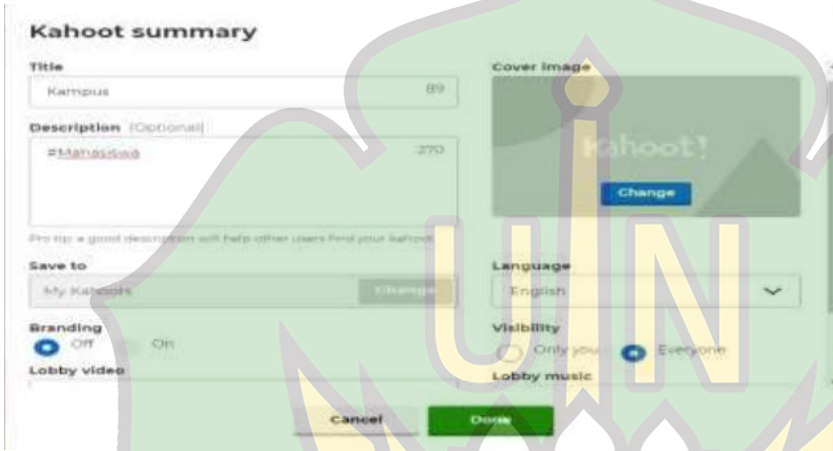 Kahoot summary
Title
Kampus 89
Description (Optional)
#Mahasiswa 270
Pro tip: a good description will help other users find your kahoot.
Save to
My Kahoots Change
Branding
Off On
Lobby video
Cover image
Kahoot!
Change
Language
English
Visibility
Only you Everyone
Lobby music
Cancel Done
UIN